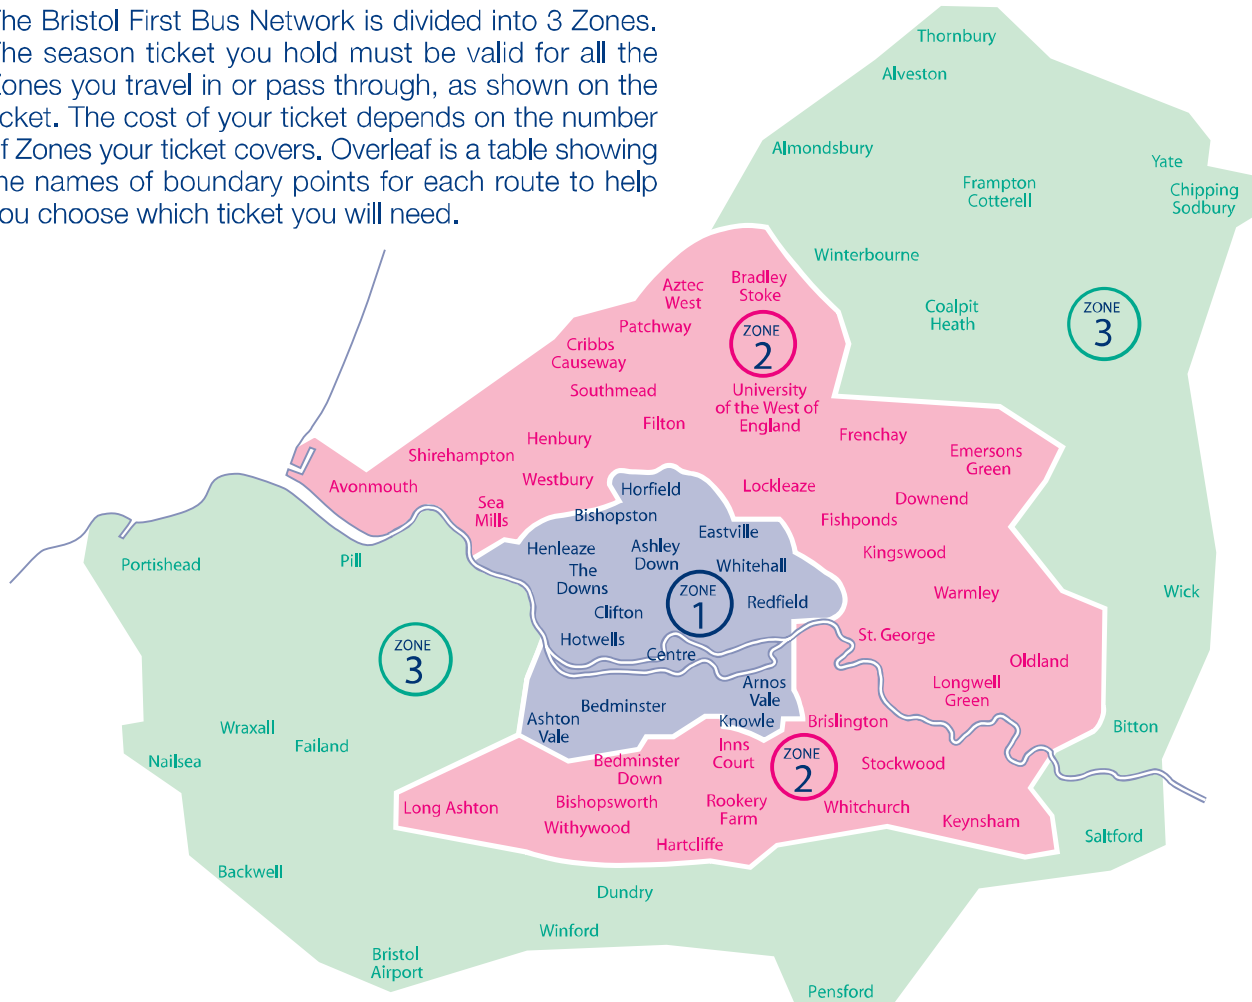 The Bristol First Bus Network is divided into 3 Zones.
The season ticket you hold must be valid for all the
Zones you travel in or pass through, as shown on the
icket. The cost of your ticket depends on the number
f Zones your ticket covers. Overleaf is a table showing
he names of boundary points for each route to help
ou choose which ticket you will need.
Thornbury
Alveston
Almondsbury
Yate
Frampton
Cotterell
Chipping
Sodbury
Winterbourne
Coalpit
Heath
ZONE
3
Aztec
West
Bradley
Stoke
Patchway
ZONE
2
Cribbs
Causeway
Southmead
University
of the West of
England
Filton
Henbury
Frenchay
Emersons
Green
Shirehampton
Westbury
Avonmouth
Lockleaze
Downend
Sea
Mills
Horfield
Bishopston
Fishponds
Eastville
Henleaze
Ashley
Down
Kingswood
Whitehall
The
Downs
Portishead
Pill
ZONE
1
Clifton
Redfield
Warmley
Wick
Hotwells
Centre
St. George
ZONE
3
Oldland
Arnos
Vale
Longwell
Green
Bedminster
Ashton
Vale
Knowle
Brislington
Wraxall
Failand
Nailsea
Bitton
Bedminster
Down
Inns
Court
ZONE
2
Stockwood
Long Ashton
Bishopsworth
Rookery
Farm
Whitchurch
Withywood
Keynsham
Hartcliffe
Saltford
Backwell
Dundry
Winford
Bristol
Airport
Pensford